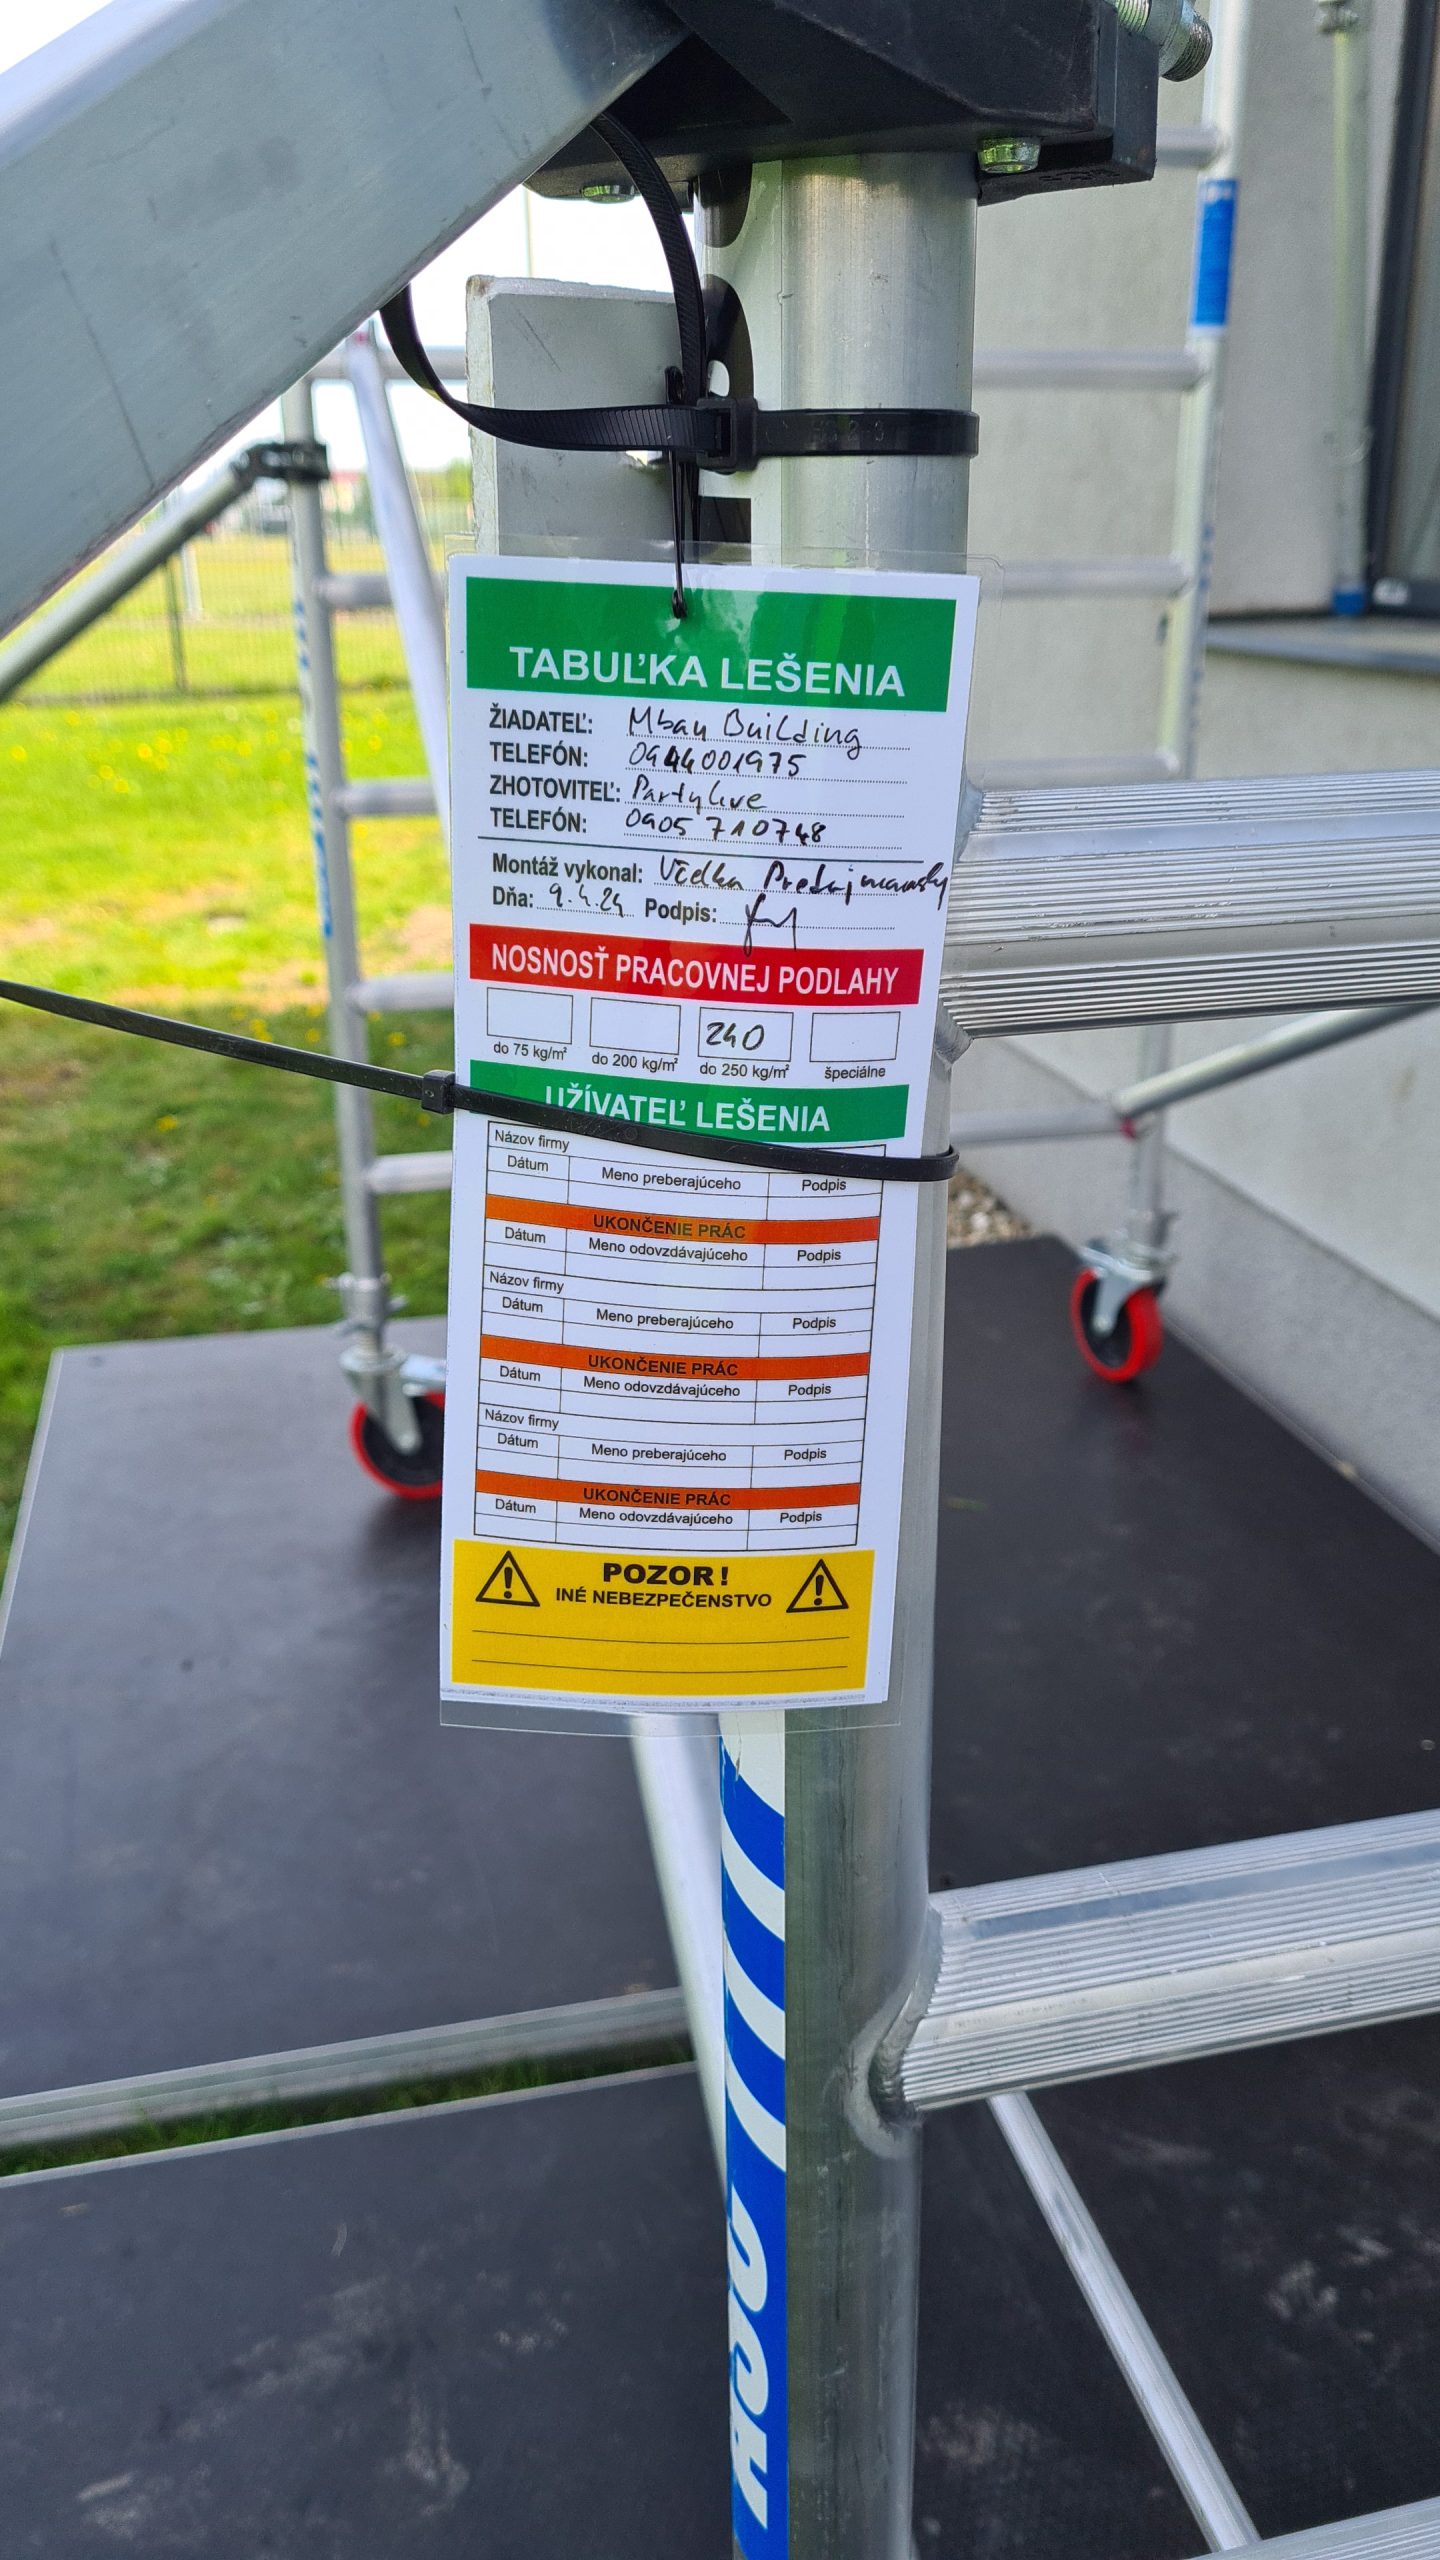 TABUĽKA LEŠENIA
ŽIADATEĽ: Mbau Building
TELEFÓN: 0944001975
ZHOTOVITEĽ: Partylive
TELEFÓN: 0905 710748
Montáž vykonal:
Dňa: 9.4.24 Podpis:
NOSNOSŤ PRACOVNEJ PODLAHY
240
do 75 kg/m² do 200 kg/m² do 250 kg/m² špeciálne
UŽÍVATEĽ LEŠENIA
Názov firmy
Dátum Meno preberajúceho Podpis
UKONČENIE PRÁC
Dátum Meno odovzdávajúceho Podpis
Názov firmy
Dátum Meno preberajúceho Podpis
UKONČENIE PRÁC
Dátum Meno odovzdávajúceho Podpis
Názov firmy
Dátum Meno preberajúceho Podpis
UKONČENIE PRÁC
Dátum Meno odovzdávajúceho Podpis
POZOR!
INÉ NEBEZPEČENSTVO
ASC